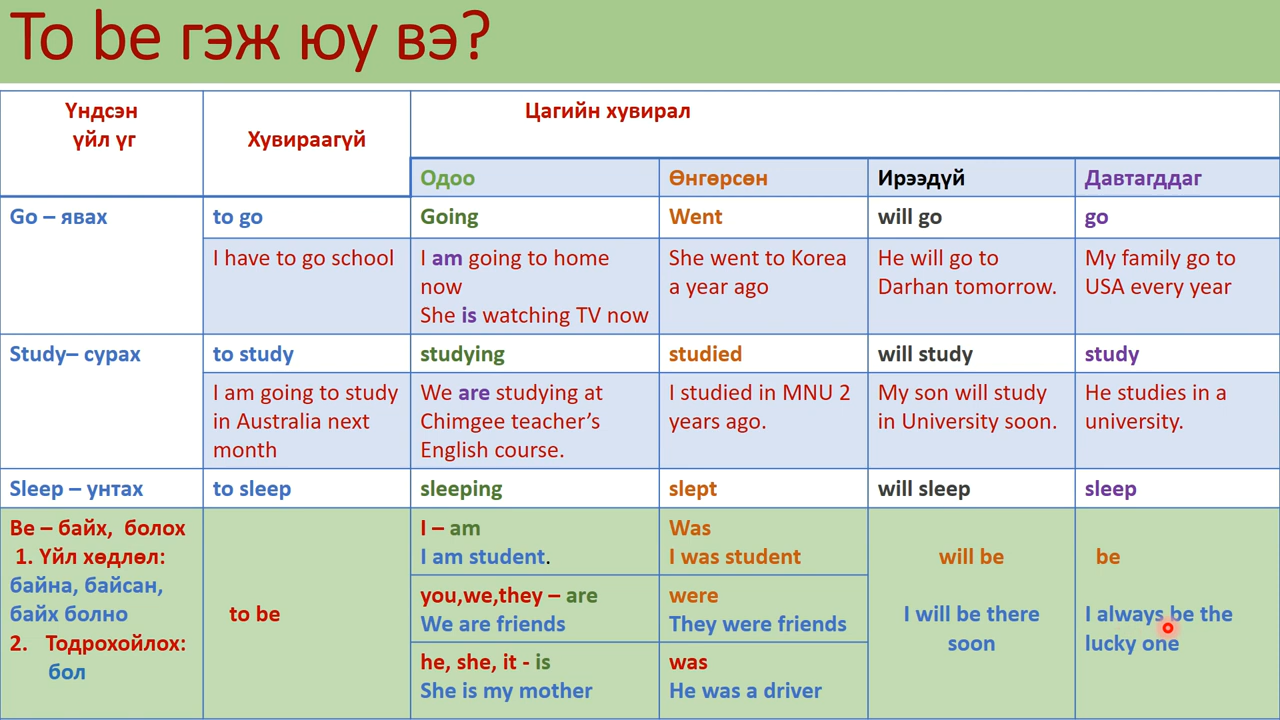 To be гэж юу вэ?
Үндсэн
үйл үг
Хувираагүй
Цагийн хувирал
Одоо
Өнгөрсөн
Ирээдүй
Давтагддаг
Go – явах
to go
Going
Went
will go
go
I have to go school
I am going to home
now
She is watching TV now
She went to Korea
a year ago
He will go to
Darhan tomorrow.
My family go to
USA every year
Study– сурах
to study
studying
studied
will study
study
I am going to study
in Australia next
month
We are studying at
Chimgee teacher’s
English course.
I studied in MNU 2
years ago.
My son will study
in University soon.
He studies in a
university.
Sleep – унтах
to sleep
sleeping
slept
will sleep
sleep
Be – байх, болох
1. Үйл хөдлөл:
байна, байсан,
байх болно
2. Тодрохойлох:
бол
to be
I – am
I am student.
you,we,they – are
We are friends
he, she, it - is
She is my mother
Was
I was student
were
They were friends
was
He was a driver
will be
I will be there
soon
be
I always be the
lucky one